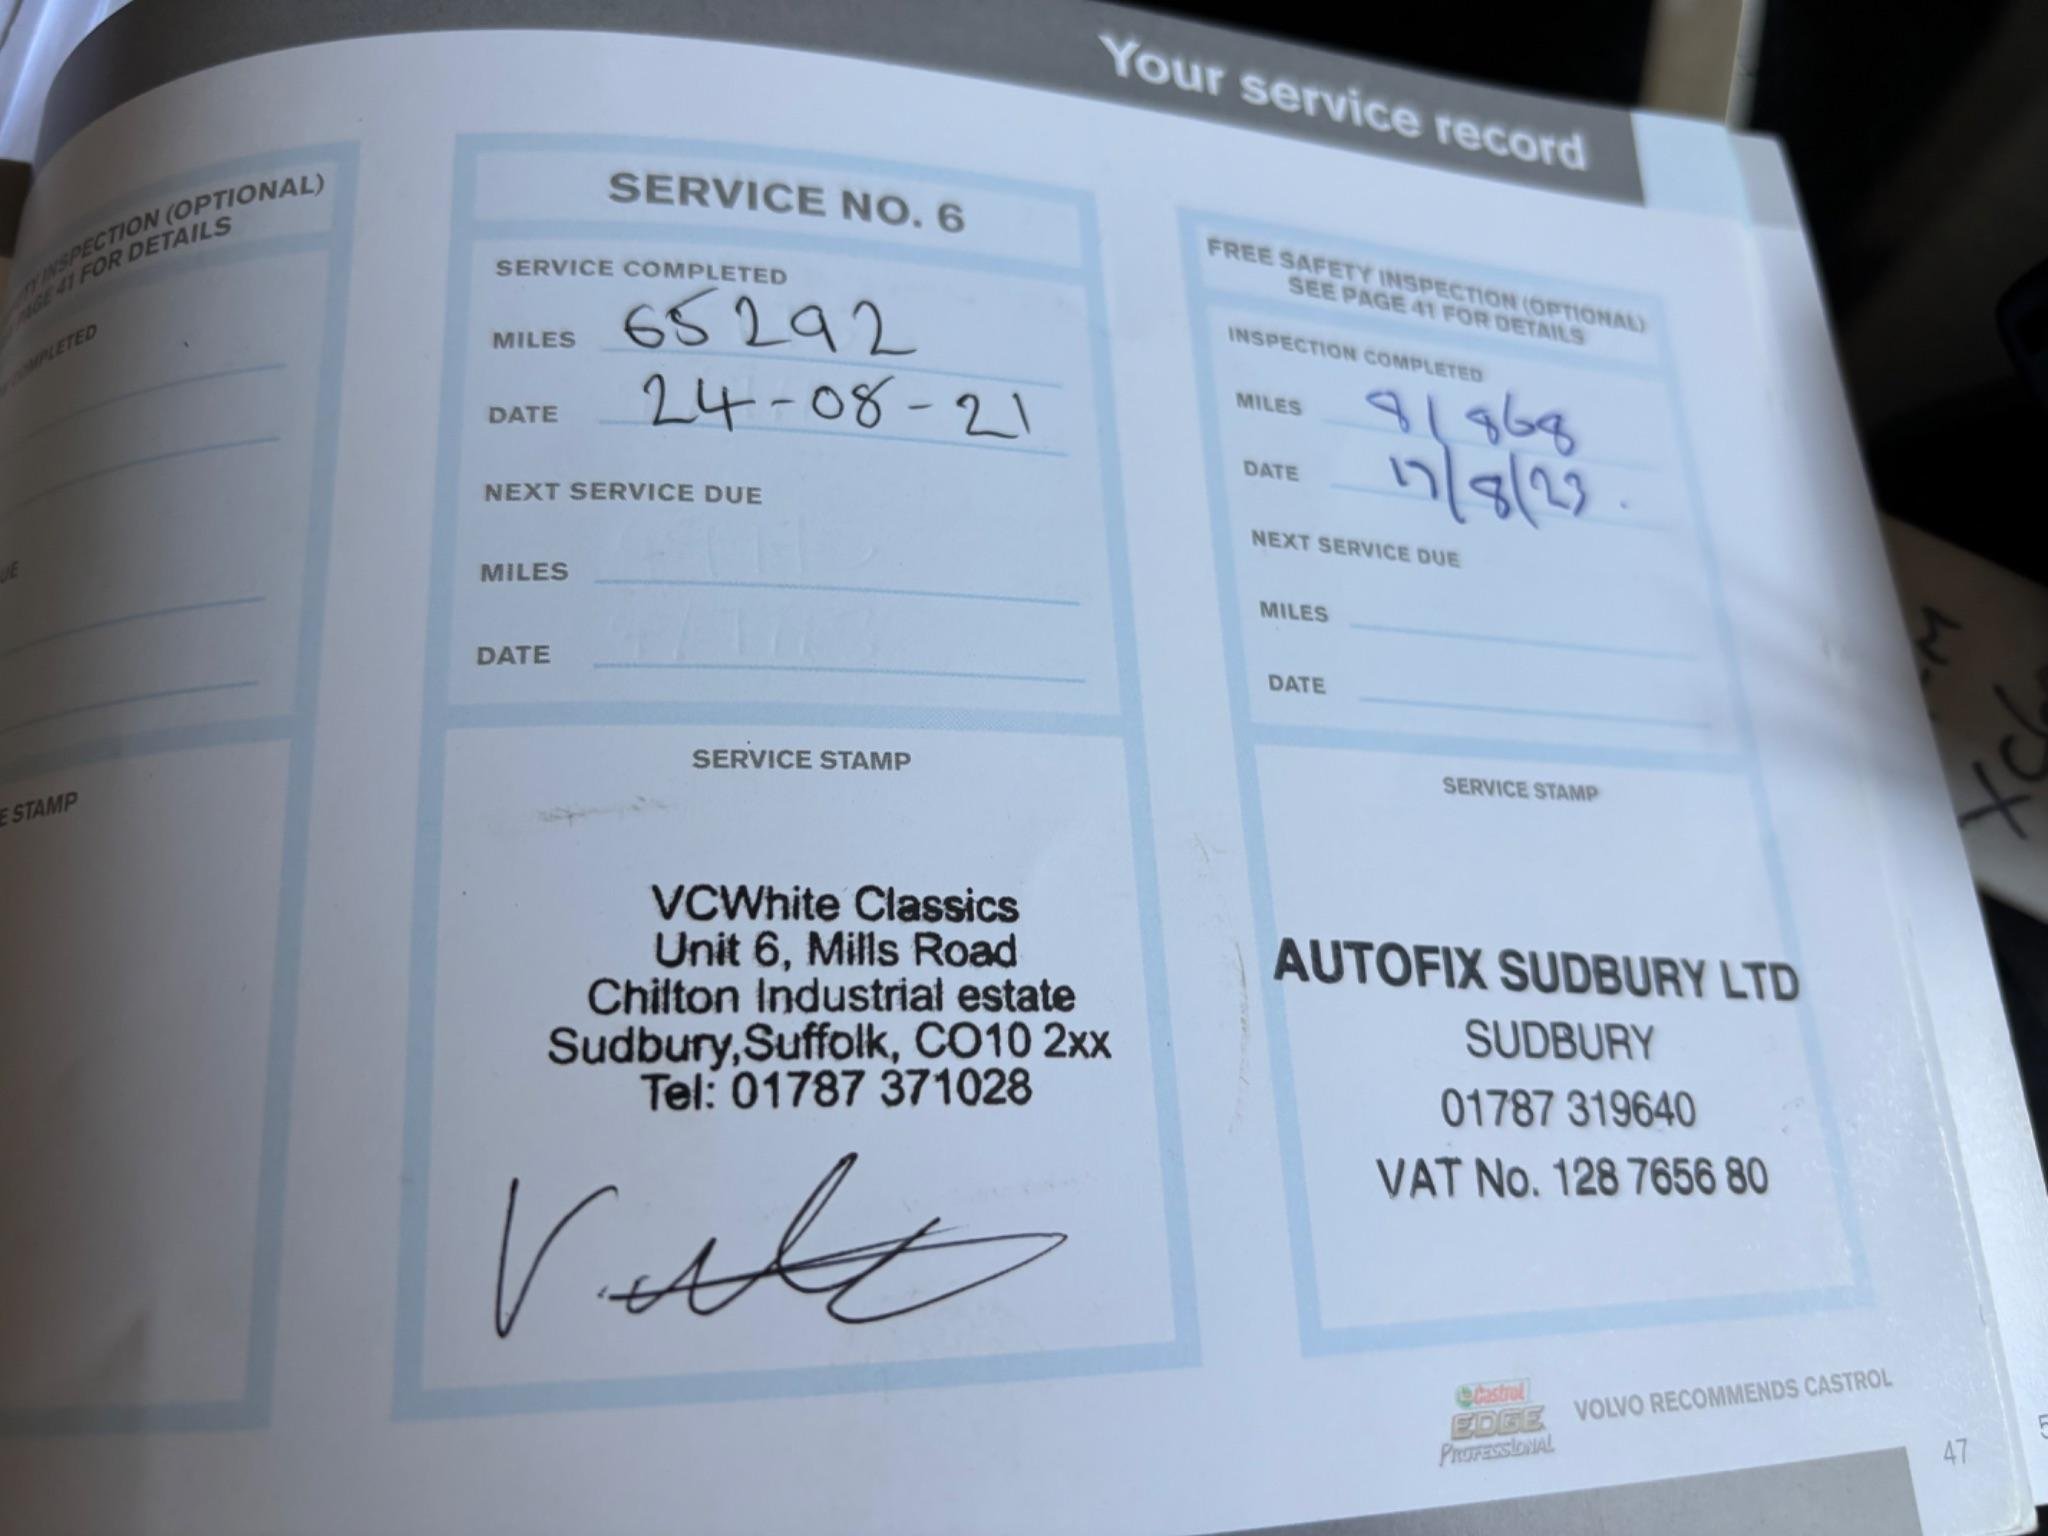 Your service record
TY INSPECTION (OPTIONAL)
PAGE 41 FOR DETAILS
COMPLETED
UE
E STAMP
SERVICE NO. 6
SERVICE COMPLETED
MILES 65292
DATE 24-08-21
NEXT SERVICE DUE
MILES
DATE
SERVICE STAMP
VCWhite Classics
Unit 6, Mills Road
Chilton Industrial estate
Sudbury,Suffolk, CO10 2xx
Tel: 01787 371028
FREE SAFETY INSPECTION (OPTIONAL)
SEE PAGE 41 FOR DETAILS
INSPECTION COMPLETED
MILES 81868
DATE 17/8/23.
NEXT SERVICE DUE
MILES
DATE
SERVICE STAMP
AUTOFIX SUDBURY LTD
SUDBURY
01787 319640
VAT No. 128 7656 80
Castrol
EDGE
PROFESSIONAL
VOLVO RECOMMENDS CASTROL
47